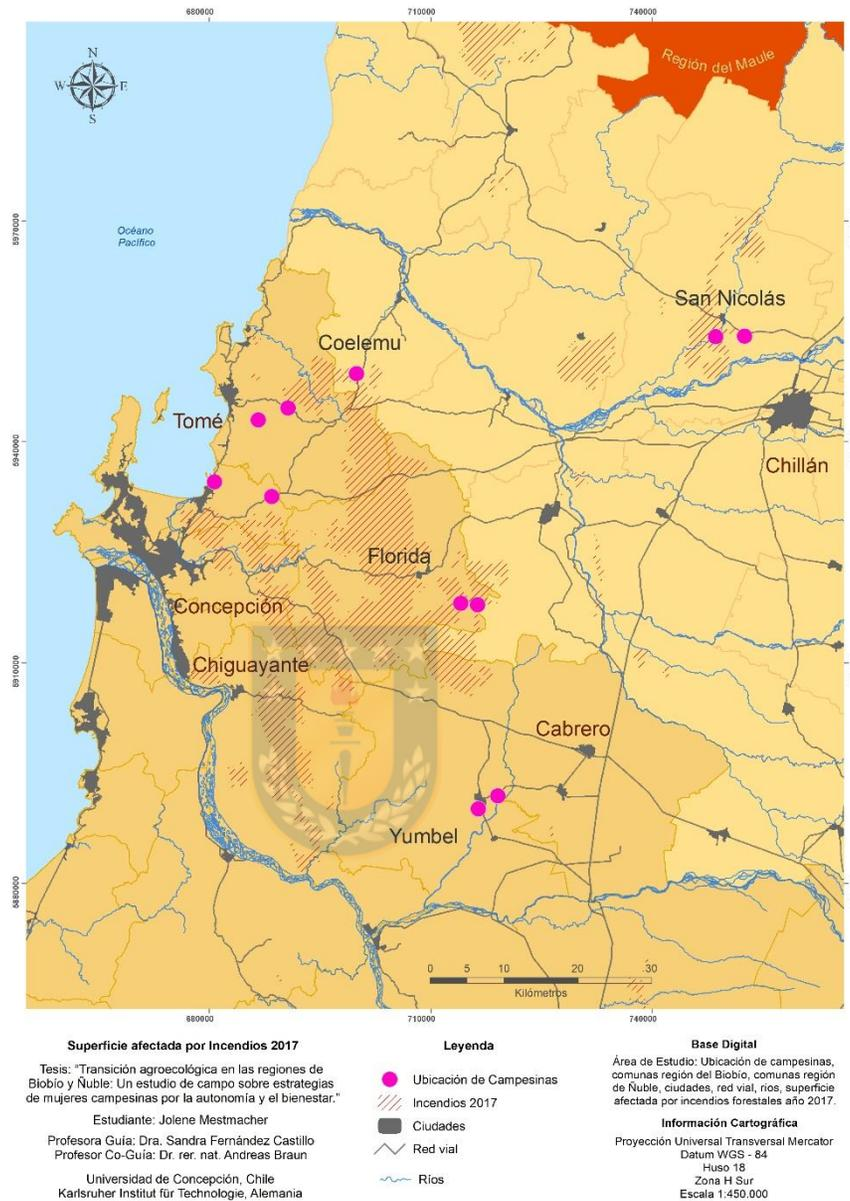 680000
710000
740000
Región del Maule
N
W
E
S
5970000
5970000
Océano
Pacífico
San Nicolás
Coelemu
Tomé
5940000
5940000
Chillán
Florida
Concepción
5910000
5910000
Chiguayante
Cabrero
Yumbel
5880000
5880000
0 5 10 20 30
Kilómetros
680000
710000
740000
Superficie afectada por Incendios 2017
Tesis: "Transición agroecológica en las regiones de
Biobío y Ñuble: Un estudio de campo sobre estrategias
de mujeres campesinas por la autonomía y el bienestar."
Estudiante: Jolene Mestmacher
Profesora Guía: Dra. Sandra Fernández Castillo
Profesor Co-Guía: Dr. rer. nat. Andreas Braun
Universidad de Concepción, Chile
Karlsruher Institut für Technologie, Alemania
Leyenda
Ubicación de Campesinas
Incendios 2017
Ciudades
Red vial
Ríos
Base Digital
Área de Estudio: Ubicación de campesinas,
comunas región del Biobío, comunas región
de Ñuble, ciudades, red vial, ríos, superficie
afectada por incendios forestales año 2017.
Información Cartográfica
Proyección Universal Transversal Mercator
Datum WGS - 84
Huso 18
Zona H Sur
Escala 1:450.000